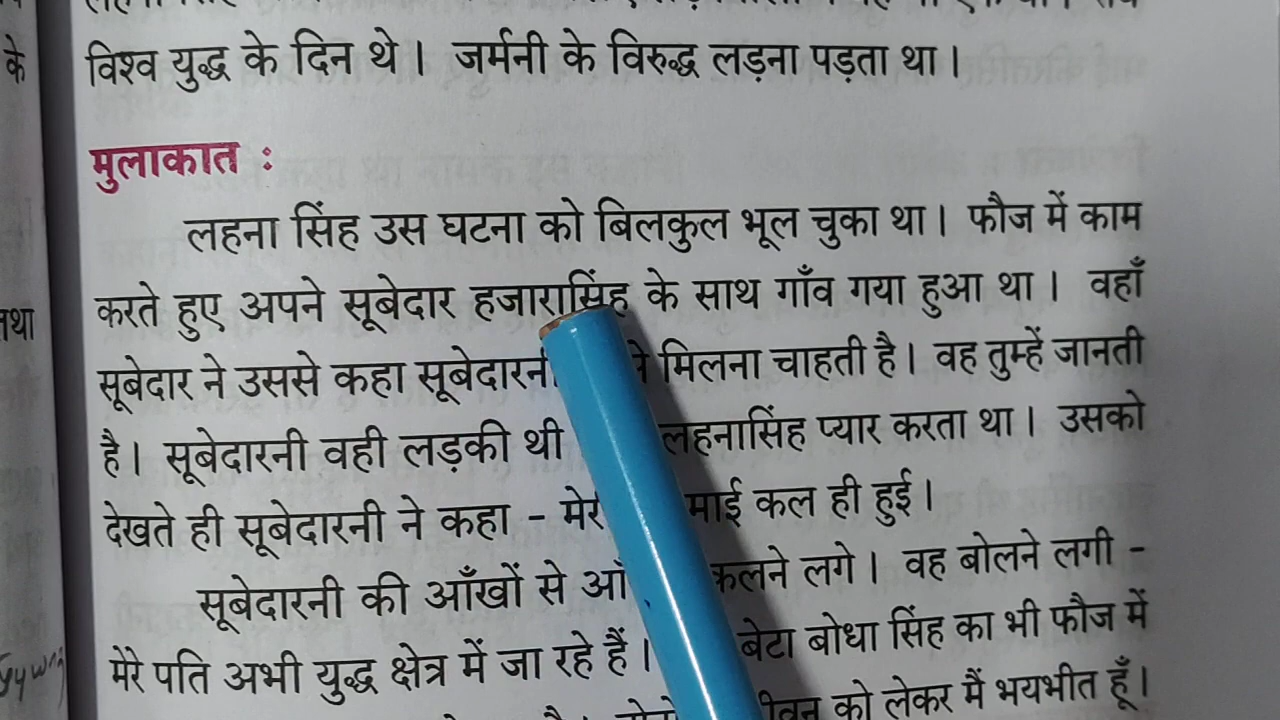 के
विश्व युद्ध के दिन थे। जर्मनी के विरुद्ध लड़ना पड़ता था।
मुलाकात :
लहना सिंह उस घटना को बिलकुल भूल चुका था। फौज में काम
करते हुए अपने सूबेदार हजारासिंह के साथ गाँव गया हुआ था। वहाँ
सूबेदार ने उससे कहा सूबेदारनी मिलना चाहती है। वह तुम्हें जानती
है। सूबेदारनी वही लड़की थी लहनासिंह प्यार करता था। उसको
देखते ही सूबेदारनी ने कहा - कल ही हुई।
सूबेदारनी की आँखों से लगे। वह बोलने लगी -
मेरे पति अभी युद्ध क्षेत्र में जा रहे हैं। बेटा बोधा सिंह का भी फौज में
को लेकर मैं भयभीत हूँ।